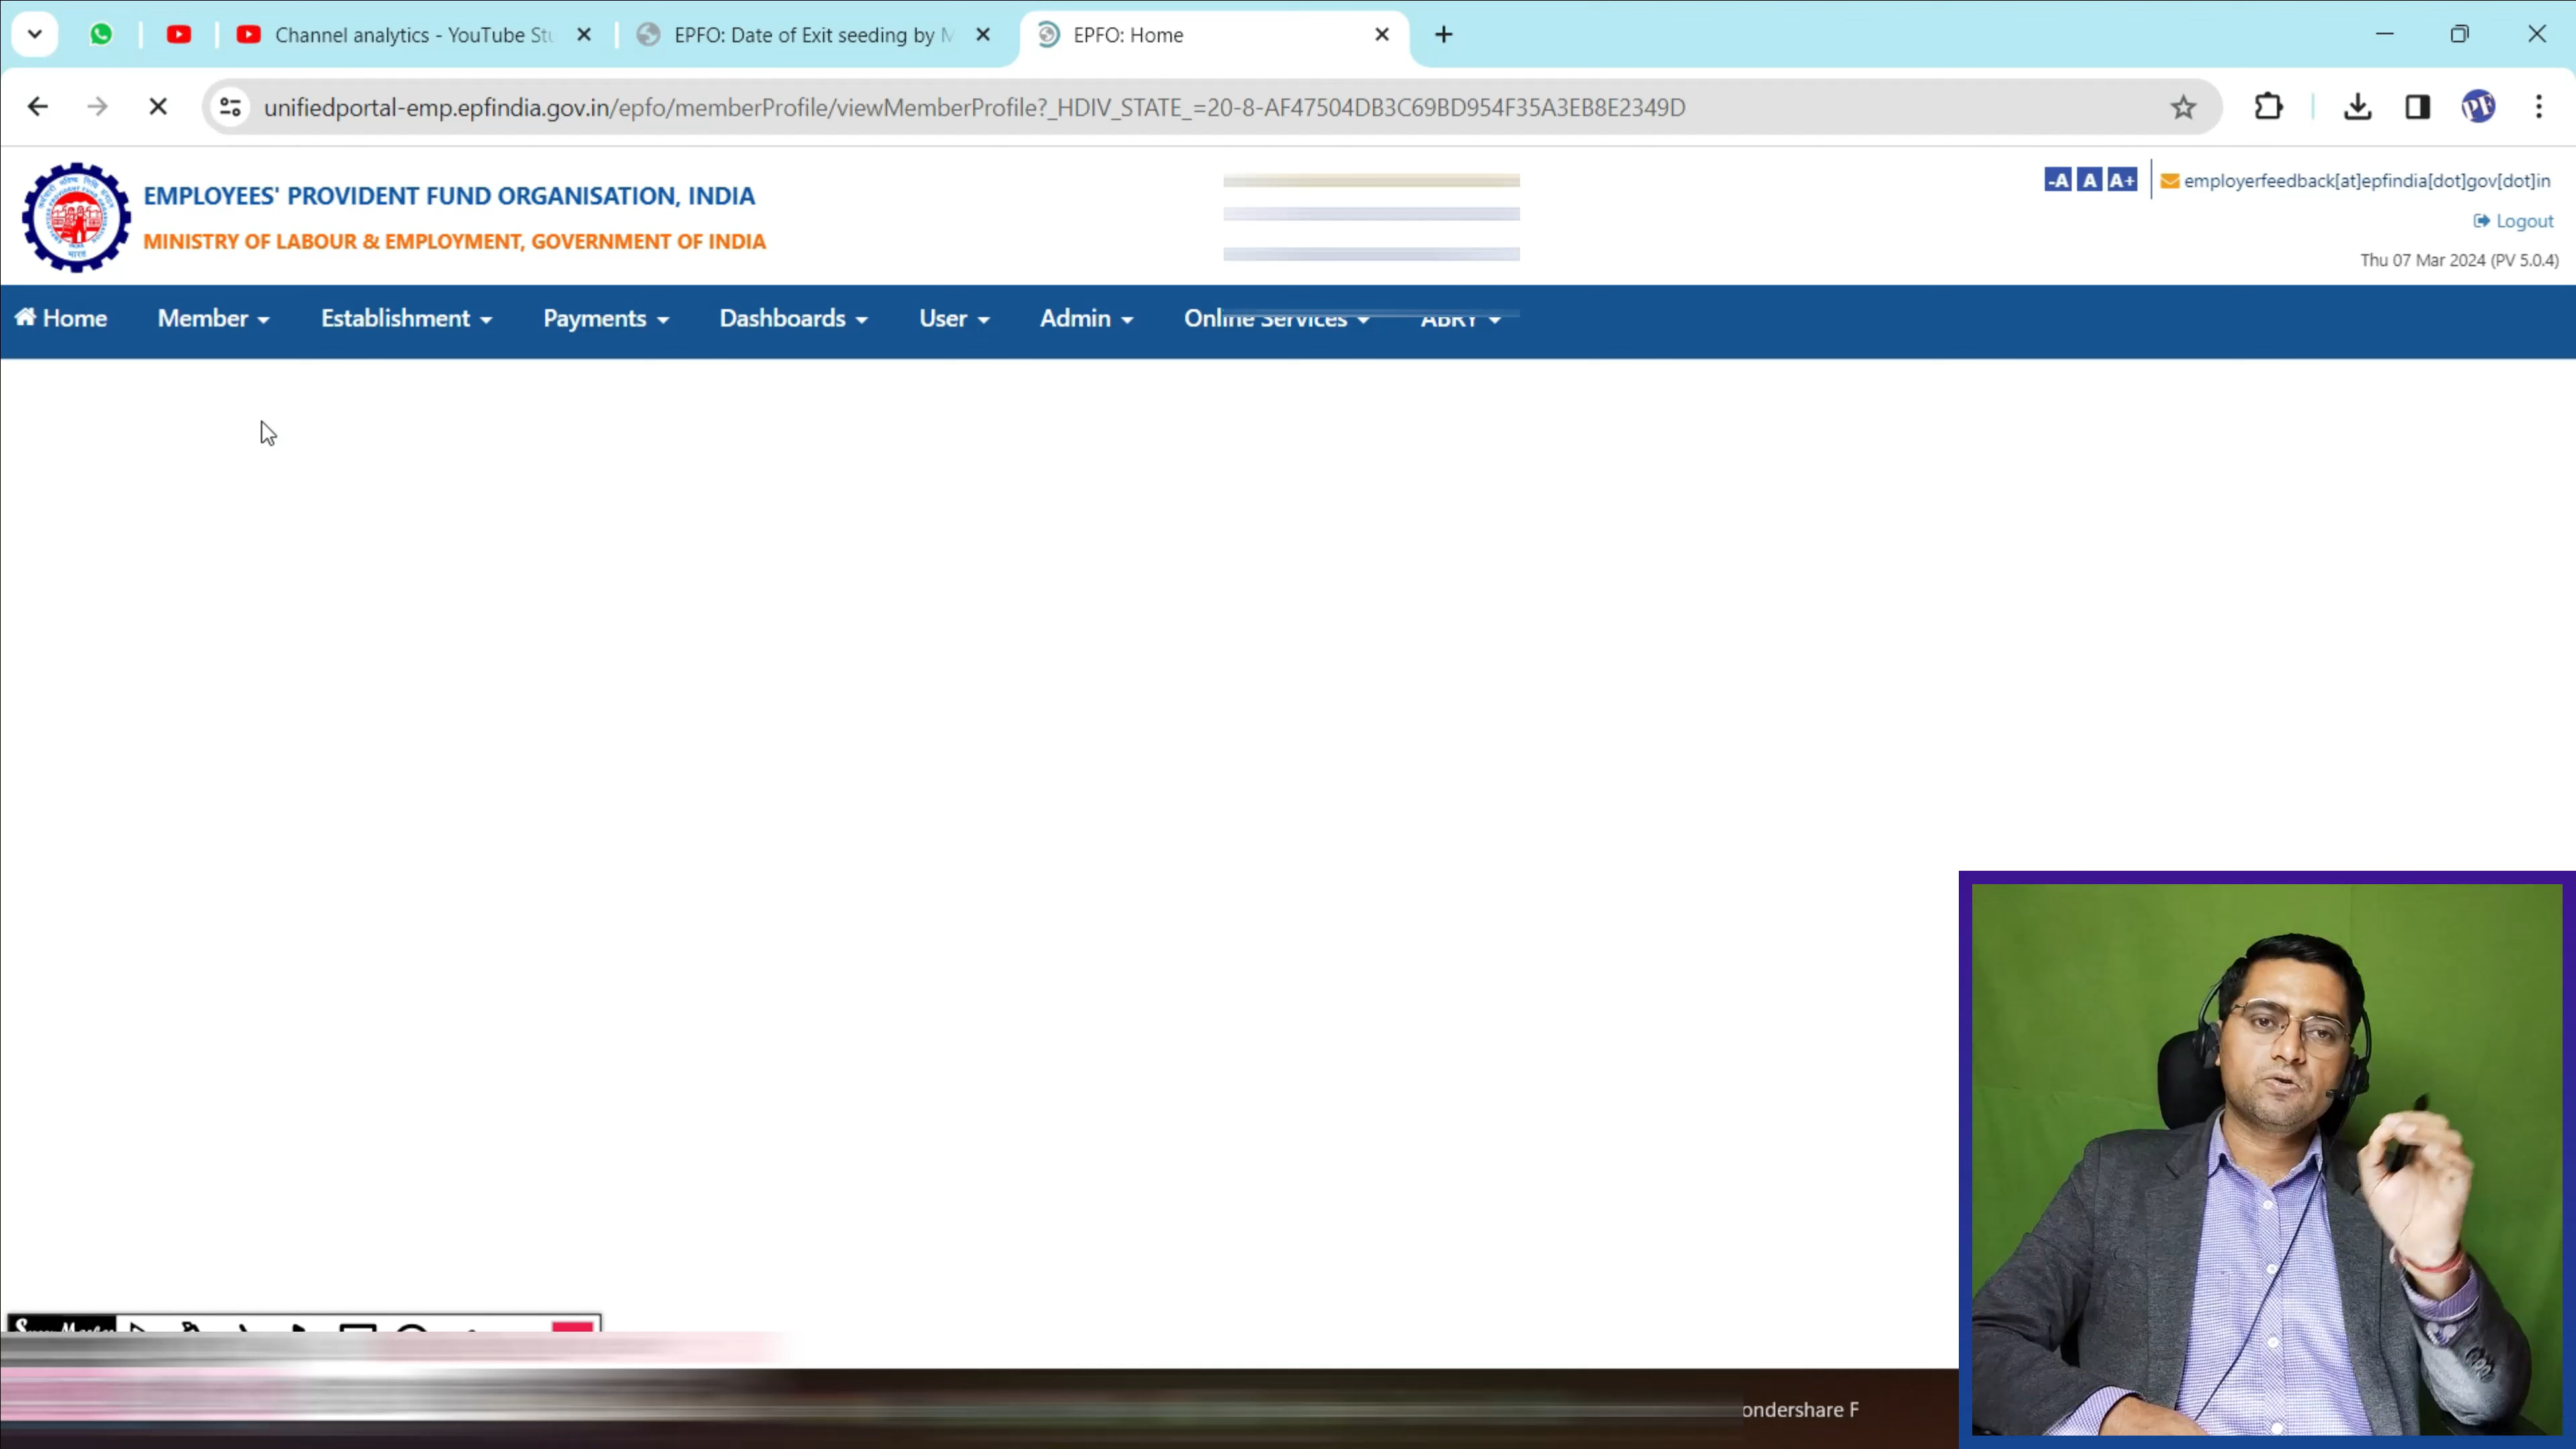 Channel analytics - YouTube Stu
EPFO: Date of Exit seeding by M
EPFO: Home
unifiedportal-emp.epfindia.gov.in/epfo/memberProfile/viewMemberProfile?_HDIV_STATE_=20-8-AF47504DB3C69BD954F35A3EB8E2349D
PF
EMPLOYEES' PROVIDENT FUND ORGANISATION, INDIA
MINISTRY OF LABOUR & EMPLOYMENT, GOVERNMENT OF INDIA
-A A A+
employerfeedback[at]epfindia[dot]gov[dot]in
Logout
Thu 07 Mar 2024 (PV 5.0.4)
Home Member Establishment Payments Dashboards User Admin Online Services ABRY
ondershare F